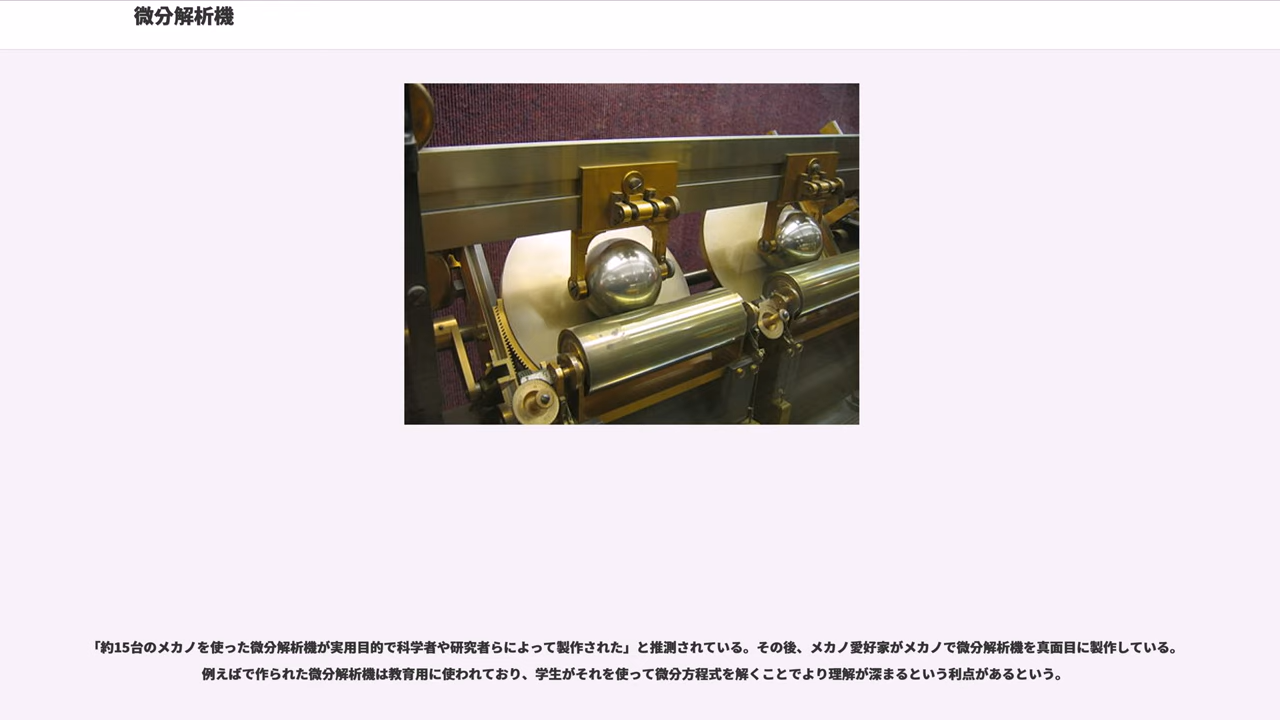 微分解析機
「約15台のメカノを使った微分解析機が実用目的で科学者や研究者らによって製作された」と推測されている。その後、メカノ愛好家がメカノで微分解析機を真面目に製作している。
例えばで作られた微分解析機は教育用に使われており、学生がそれを使って微分方程式を解くことでより理解が深まるという利点があるという。